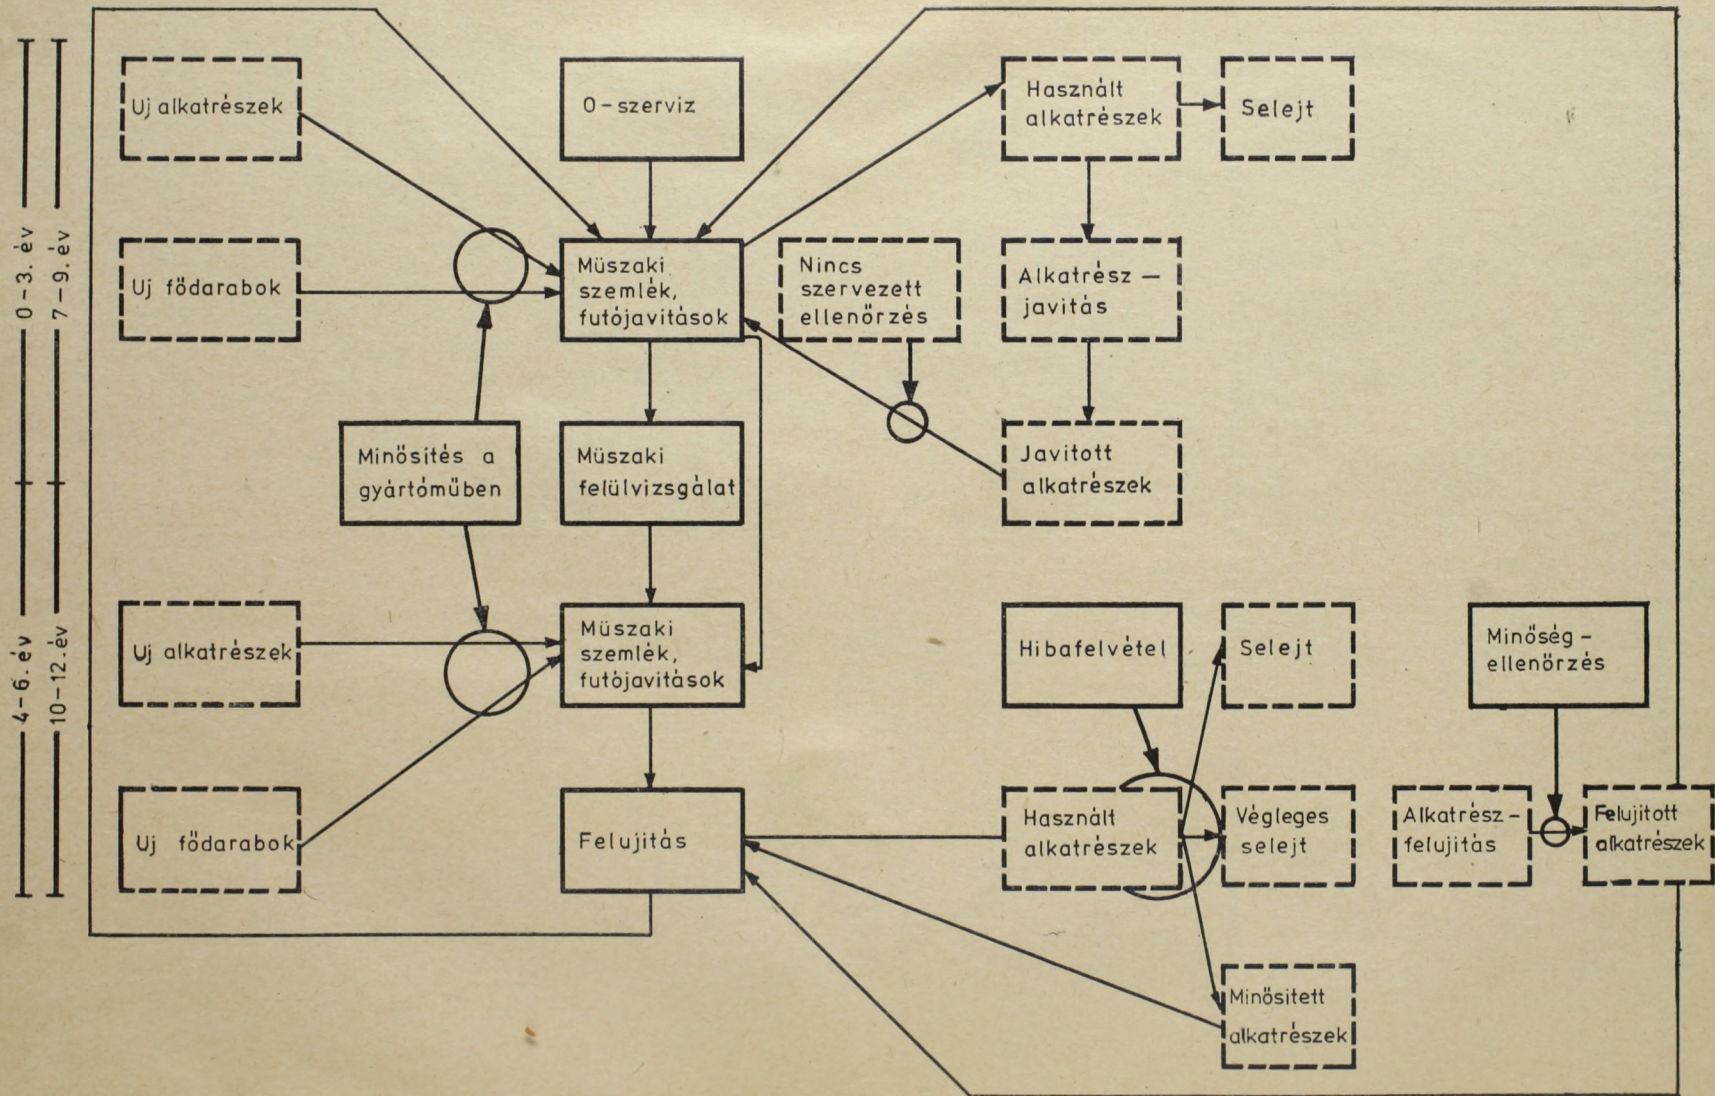 0-3. év
7-9. év
4-6. év
10-12. év
Uj alkatrészek
0-szerviz
Használt
alkatrészek
Selejt
Uj födarabok
Müszaki
szemlék,
futójavitások
Nincs
szervezett
ellenörzés
Alkatrész —
javitás
Minösités a
gyártómüben
Müszaki
felülvizsgálat
Javitott
alkatrészek
Uj alkatrészek
Müszaki
szemlék,
futójavitások
Hibafelvétel
Selejt
Minöség -
ellenörzés
Uj födarabok
Felujitás
Használt
alkatrészek
Végleges
selejt
Alkatrész -
felujitás
Felujitott
alkatrészek
Minösitett
alkatrészek